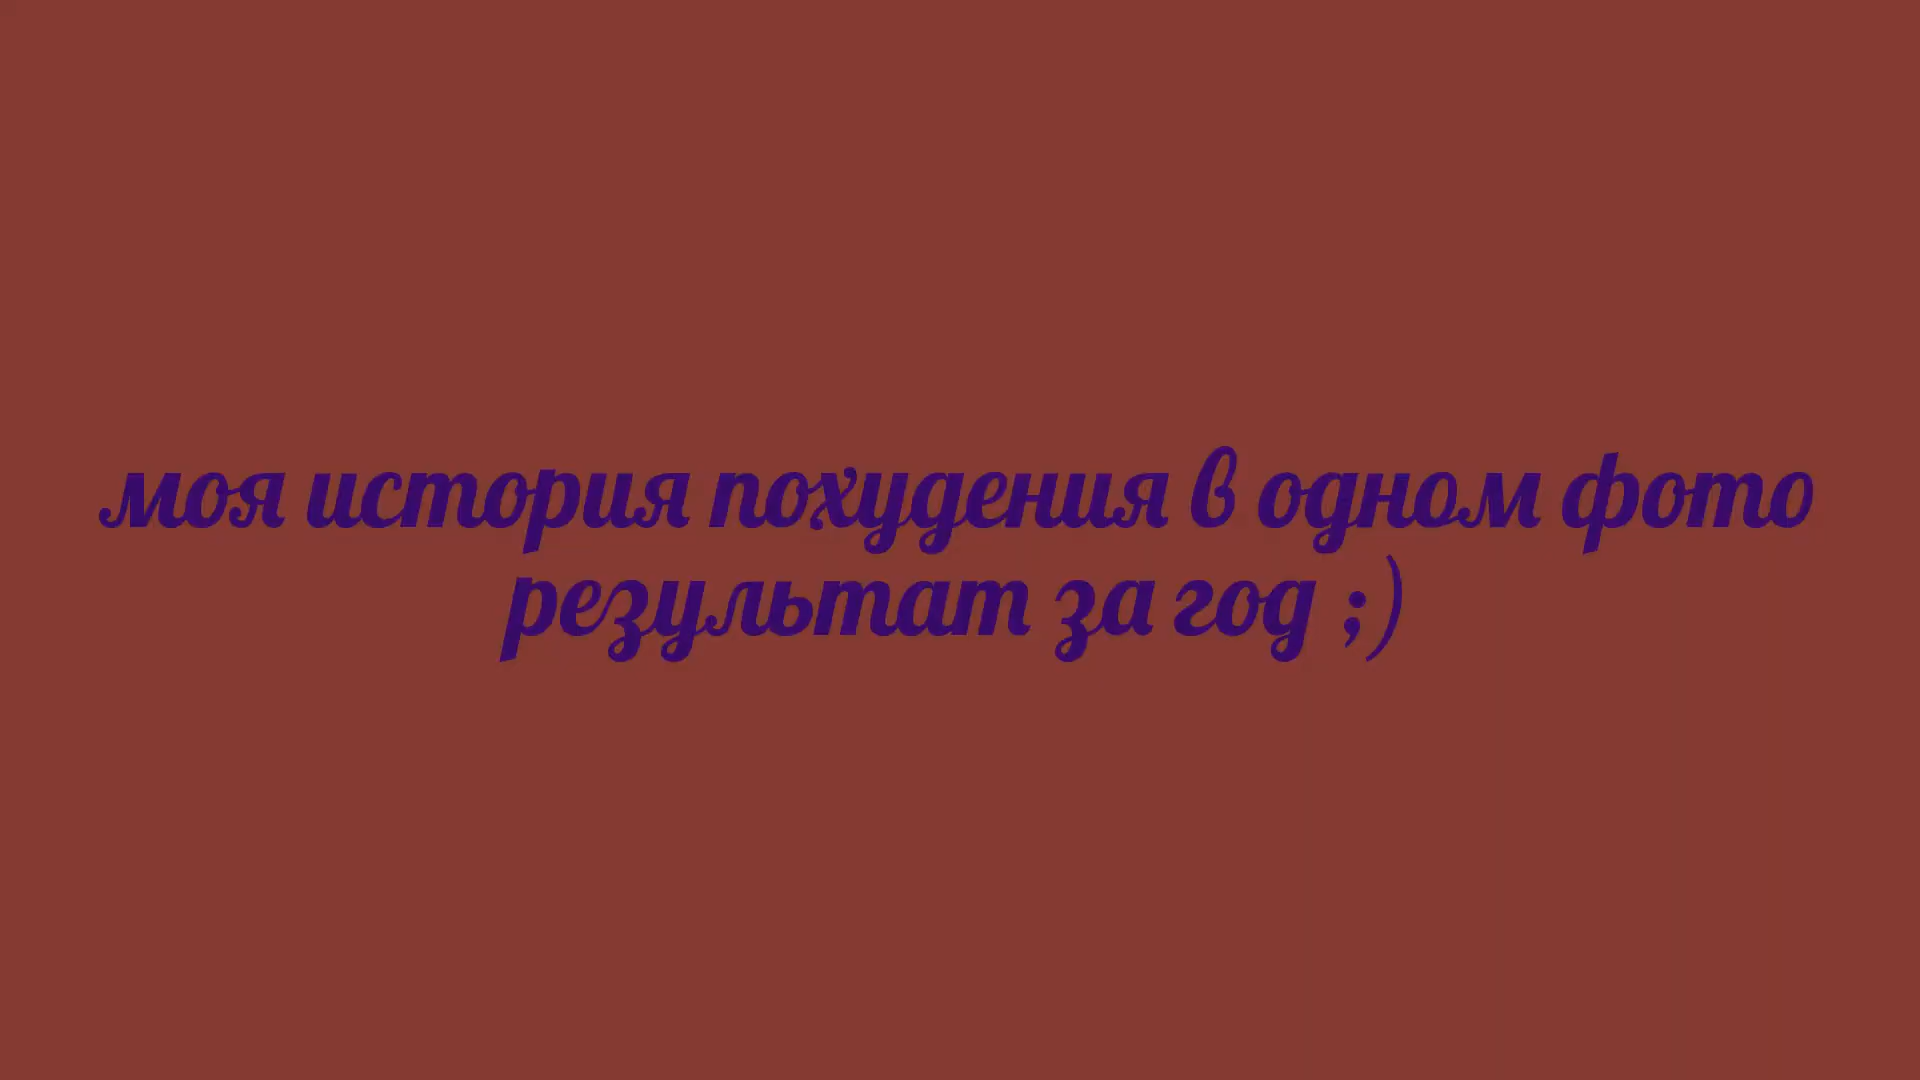 моя история похудения в одном фото
результат за год ;)